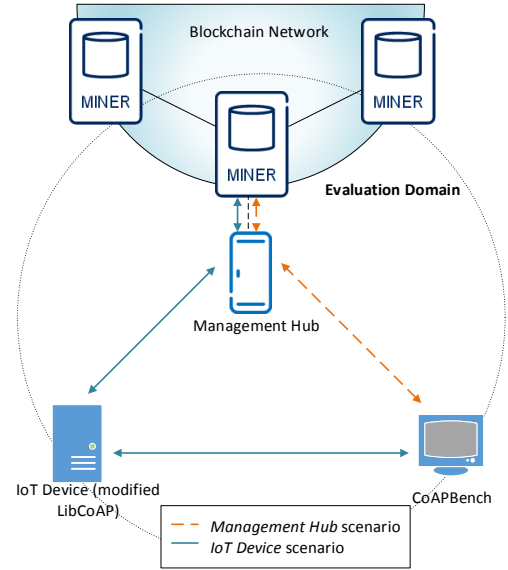 Blockchain Network
MINER
MINER
MINER
Evaluation Domain
Management Hub
IoT Device (modified
LibCoAP)
CoAPBench
Management Hub scenario
IoT Device scenario